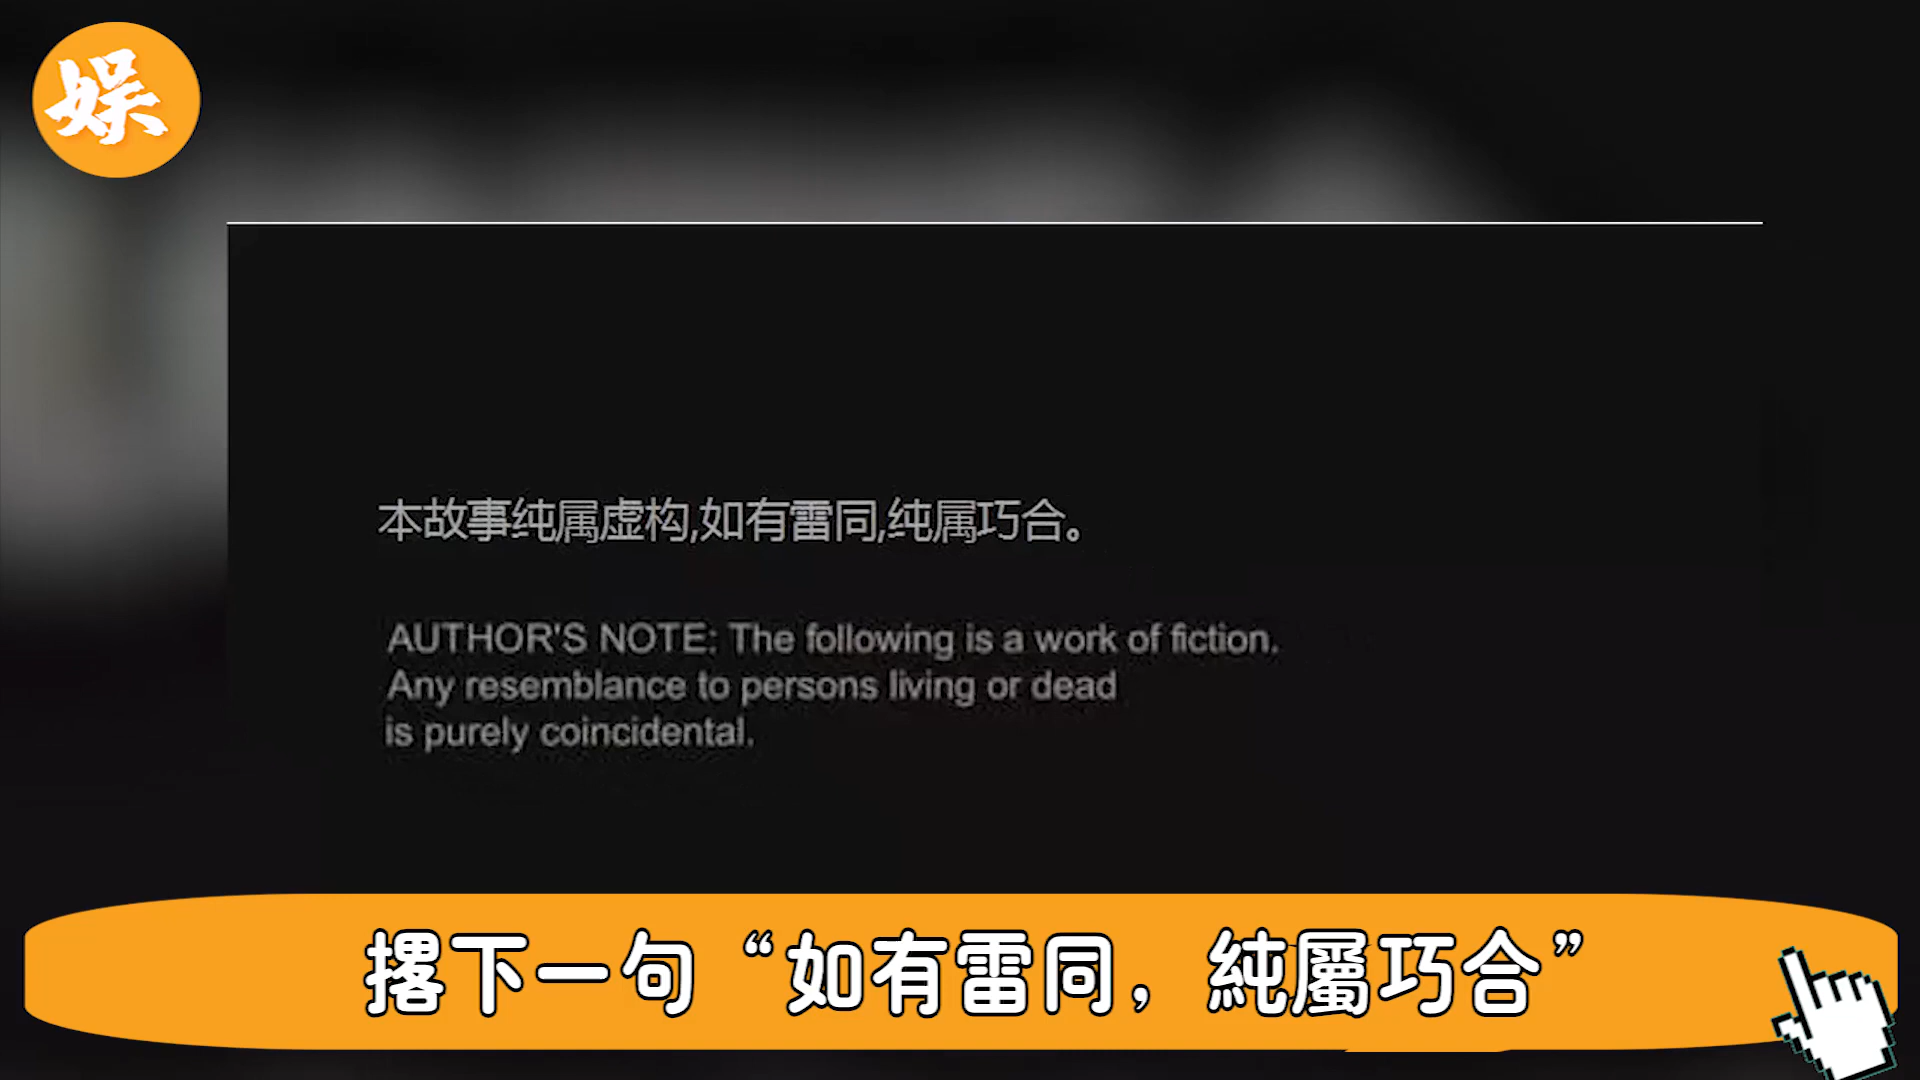 娱
本故事纯属虚构,如有雷同,纯属巧合。
AUTHOR'S NOTE: The following is a work of fiction.
Any resemblance to persons living or dead
is purely coincidental.
撂下一句“如有雷同，純屬巧合”